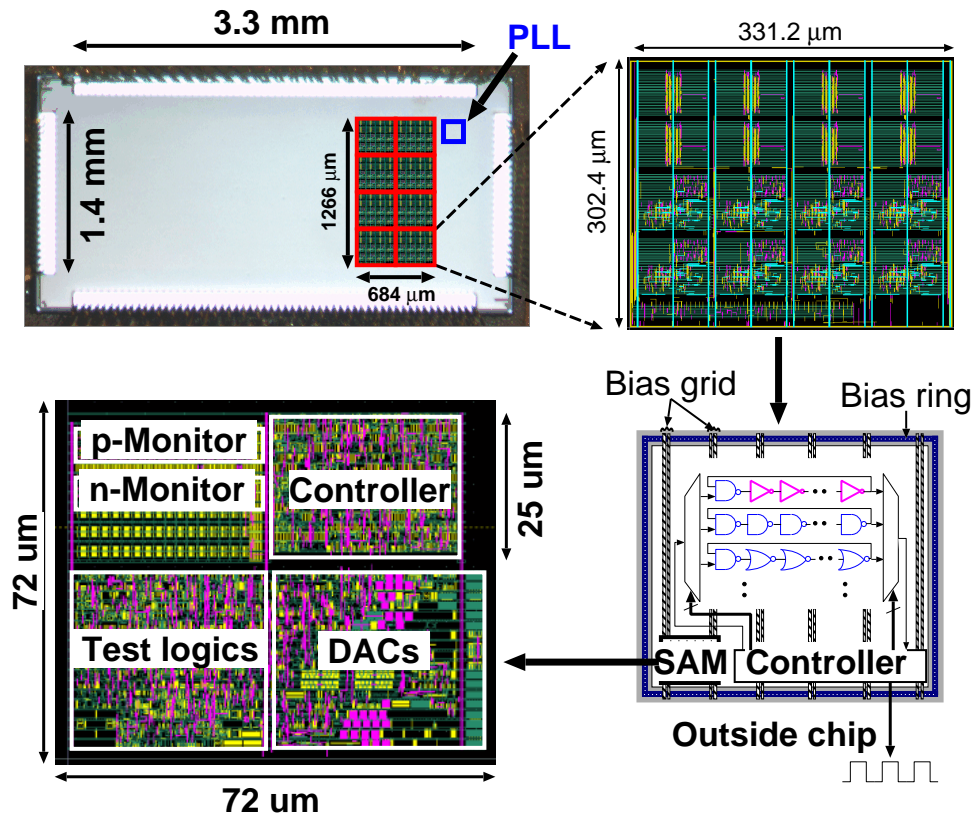 3.3 mm
PLL
1.4 mm
1266 μm
684 μm
331.2 μm
302.4 μm
p-Monitor
n-Monitor
Controller
Test logics
DACs
25 um
72 um
72 um
Bias grid
Bias ring
SAM
Controller
Outside chip